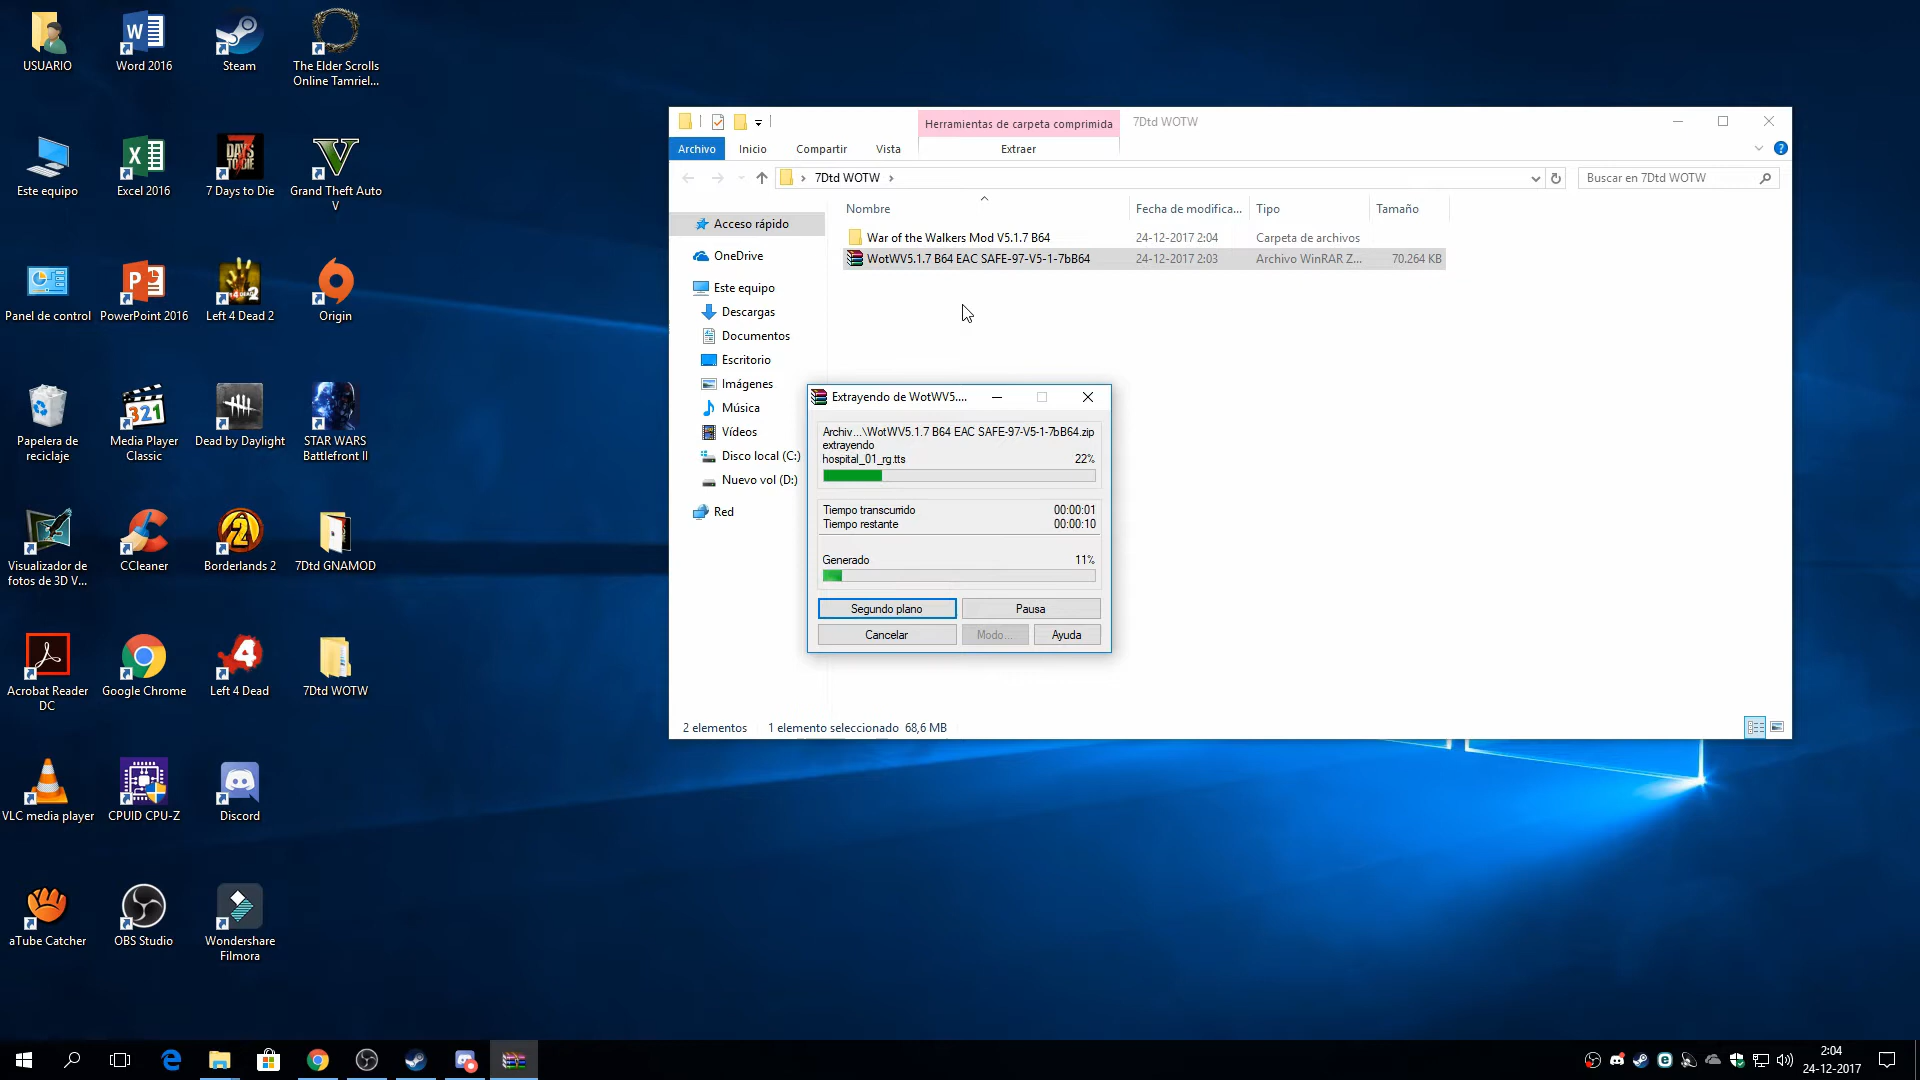 USUARIO
Word 2016
Steam
The Elder Scrolls
Online Tamriel...
Este equipo
Excel 2016
7 Days to Die
Grand Theft Auto
V
Panel de control
PowerPoint 2016
Left 4 Dead 2
Origin
Papelera de
reciclaje
Media Player
Classic
Dead by Daylight
STAR WARS
Battlefront II
Visualizador de
fotos de 3D V...
CCleaner
Borderlands 2
7Dtd GNAMOD
Acrobat Reader
DC
Google Chrome
Left 4 Dead
7Dtd WOTW
VLC media player
CPUID CPU-Z
Discord
aTube Catcher
OBS Studio
Wondershare
Filmora
Herramientas de carpeta comprimida
7Dtd WOTW
Archivo
Inicio
Compartir
Vista
Extraer
7Dtd WOTW
Buscar en 7Dtd WOTW
Nombre
Fecha de modifica...
Tipo
Tamaño
War of the Walkers Mod V5.1.7 B64
24-12-2017 2:04
Carpeta de archivos
WotWV5.1.7 B64 EAC SAFE-97-V5-1-7bB64
24-12-2017 2:03
Archivo WinRAR Z...
70.264 KB
Acceso rápido
OneDrive
Este equipo
Descargas
Documentos
Escritorio
Imágenes
Música
Vídeos
Disco local (C:)
Nuevo vol (D:)
Red
Extrayendo de WotWV5....
Archiv...\WotWV5.1.7 B64 EAC SAFE-97-V5-1-7bB64.zip
extrayendo
hospital_01_rg.tts 22%
Tiempo transcurrido 00:00:01
Tiempo restante 00:00:10
Generado 11%
Segundo plano
Pausa
Cancelar
Modo...
Ayuda
2 elementos
1 elemento seleccionado 68,6 MB
2:04
24-12-2017